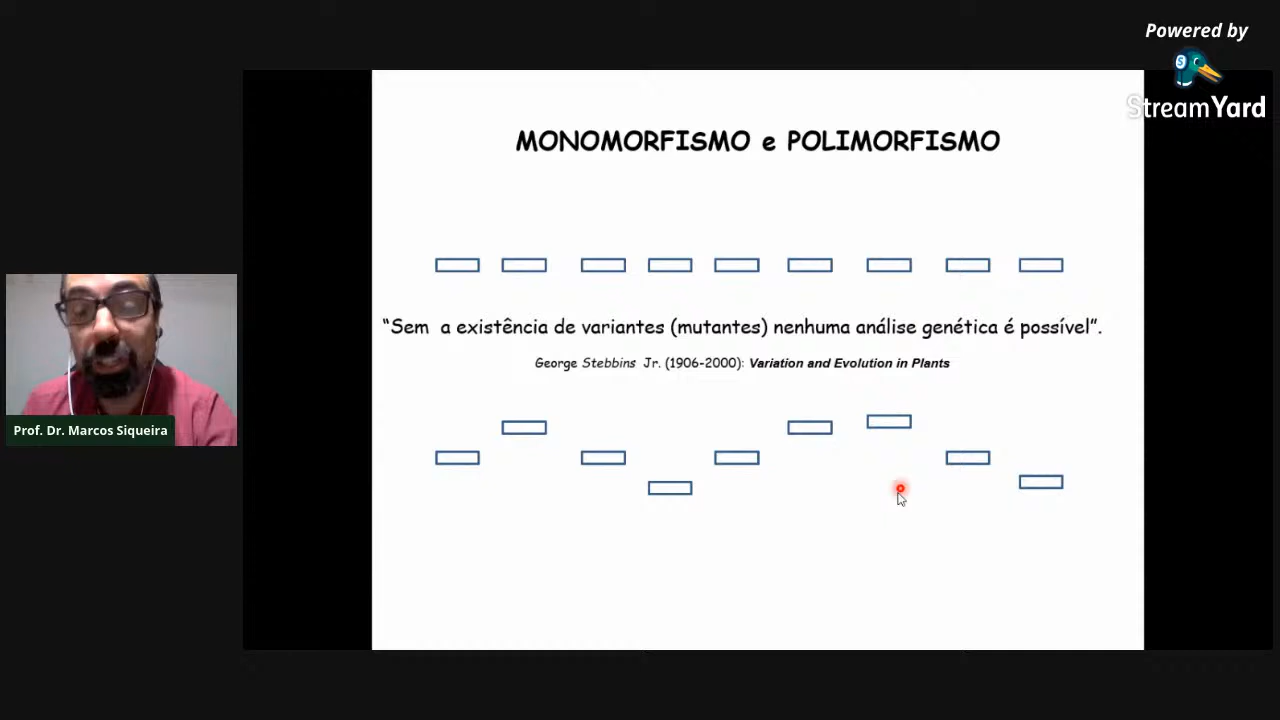 Powered by
StreamYard
MONOMORFISMO e POLIMORFISMO
“Sem a existência de variantes (mutantes) nenhuma análise genética é possível”.
George Stebbins Jr. (1906-2000): Variation and Evolution in Plants
Prof. Dr. Marcos Siqueira